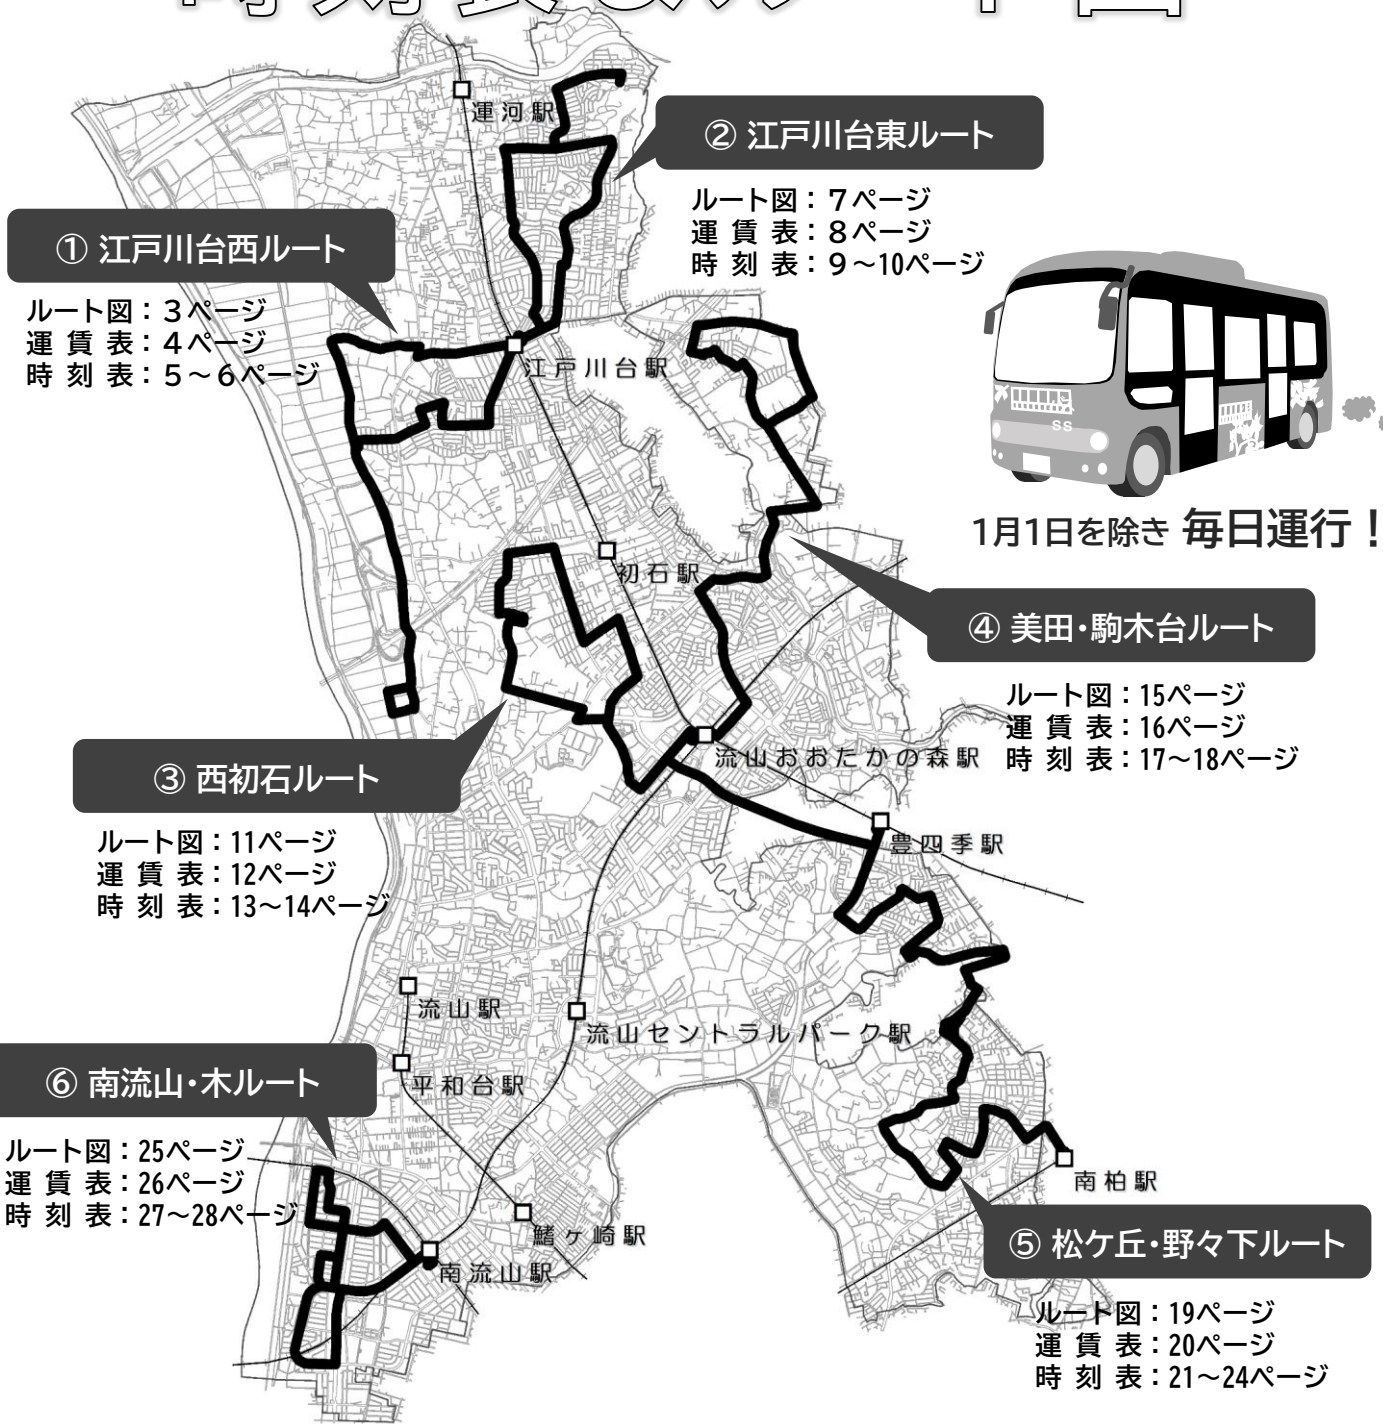 時刻表＆ルート図
運河駅
② 江戸川台東ルート
ルート図：７ページ
運 賃 表：８ページ
時 刻 表：９～10ページ
① 江戸川台西ルート
ルート図：３ページ
運 賃 表：４ページ
時 刻 表：５～６ページ
江戸川台駅
SS
1月1日を除き 毎日運行！
初石駅
④ 美田・駒木台ルート
ルート図：15ページ
運 賃 表：16ページ
時 刻 表：17～18ページ
流山おおたかの森駅
③ 西初石ルート
ルート図：11ページ
運 賃 表：12ページ
時 刻 表：13～14ページ
豊四季駅
流山駅
流山セントラルパーク駅
平和台駅
⑥ 南流山・木ルート
ルート図：25ページ
運 賃 表：26ページ
時 刻 表：27～28ページ
南柏駅
鰭ヶ崎駅
南流山駅
⑤ 松ケ丘・野々下ルート
ルート図：19ページ
運 賃 表：20ページ
時 刻 表：21～24ページ